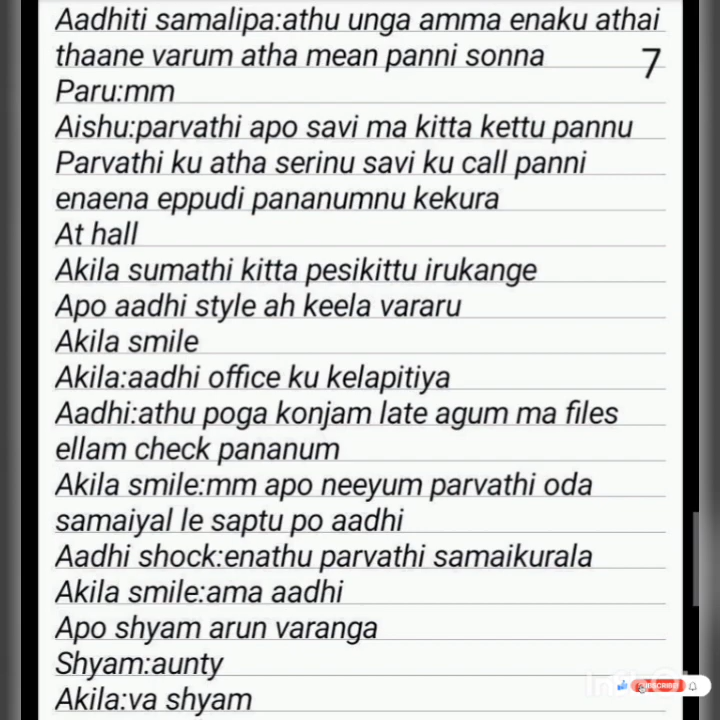 Aadhiti samalipa:athu unga amma enaku athai
thaane varum atha mean panni sonna
7
Paru:mm
Aishu:parvathi apo savi ma kitta kettu pannu
Parvathi ku atha serinu savi ku call panni
enaena eppudi pananumnu kekura
At hall
Akila sumathi kitta pesikittu irukange
Apo aadhi style ah keela vararu
Akila smile
Akila:aadhi office ku kelapitiya
Aadhi:athu poga konjam late agum ma files
ellam check pananum
Akila smile:mm apo neeyum parvathi oda
samaiyal le saptu po aadhi
Aadhi shock:enathu parvathi samaikurala
Akila smile:ama aadhi
Apo shyam arun varanga
Shyam:aunty
Akila:va shyam